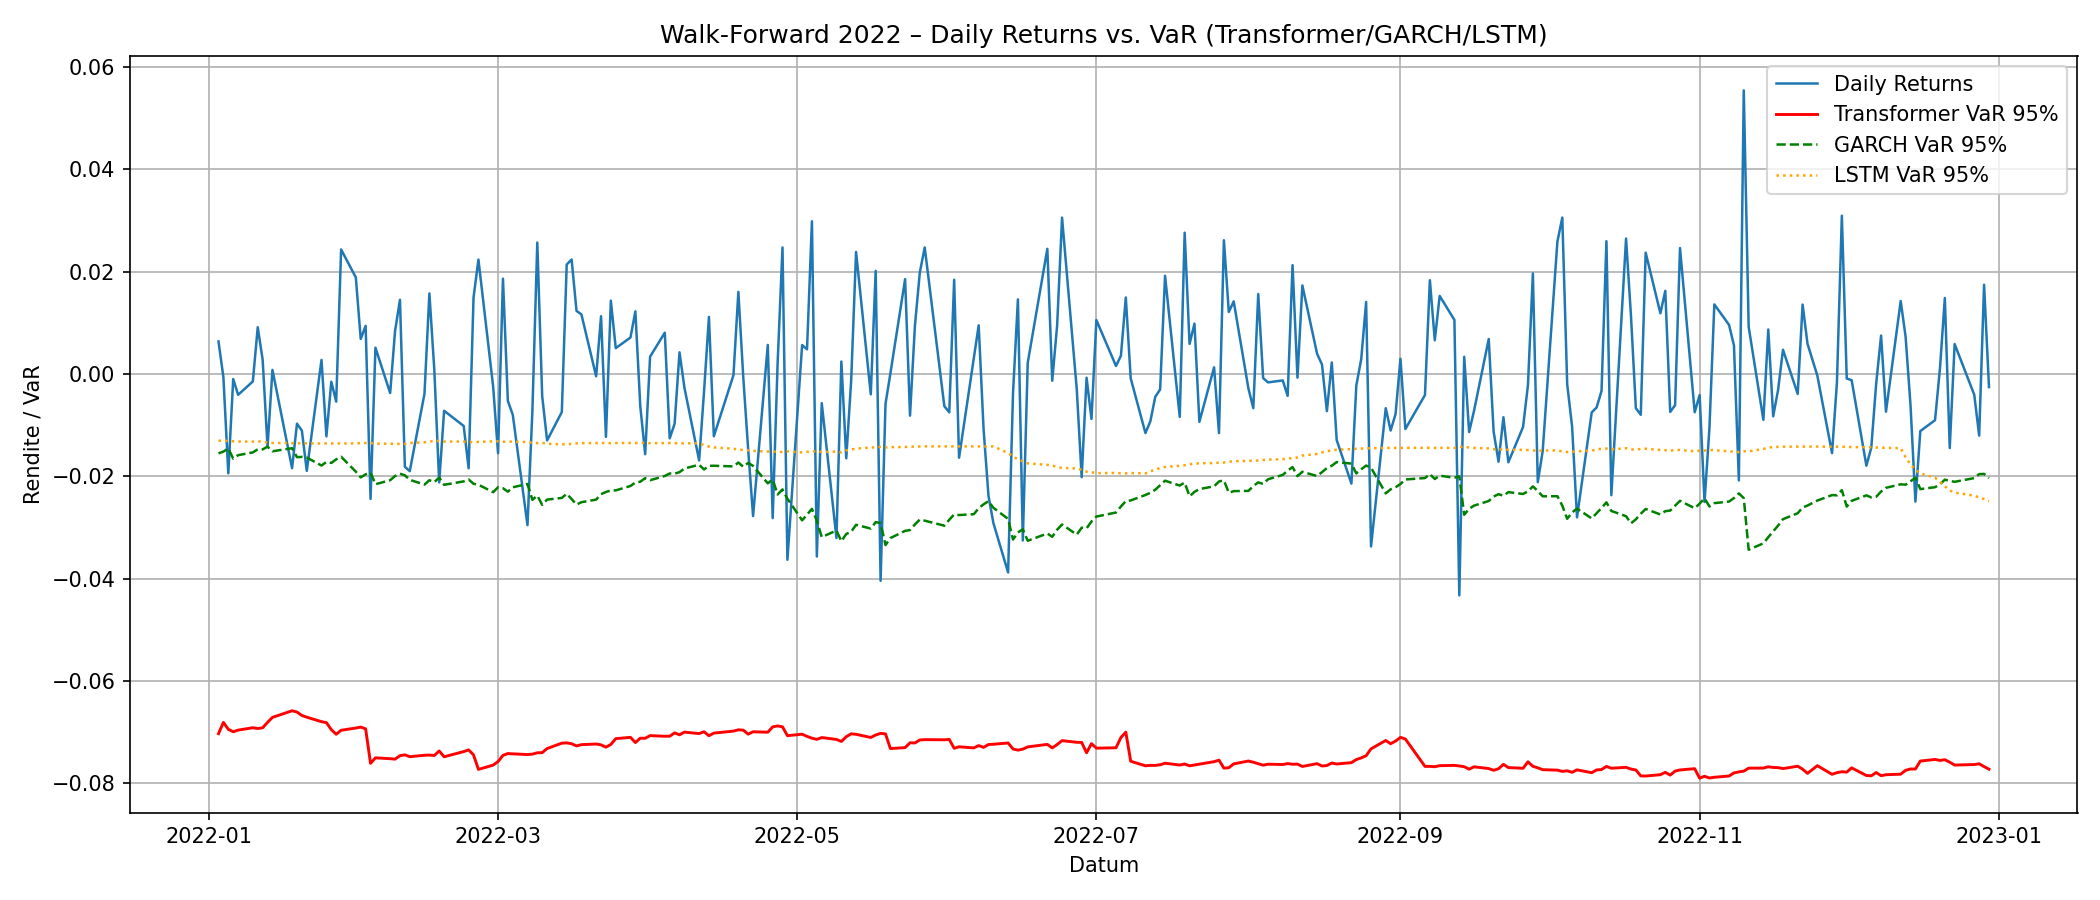 Walk-Forward 2022 – Daily Returns vs. VaR (Transformer/GARCH/LSTM)
Daily Returns
Transformer VaR 95%
GARCH VaR 95%
LSTM VaR 95%
Rendite / VaR
0.06
0.04
0.02
0.00
−0.02
−0.04
−0.06
−0.08
2022-01
2022-03
2022-05
2022-07
2022-09
2022-11
2023-01
Datum